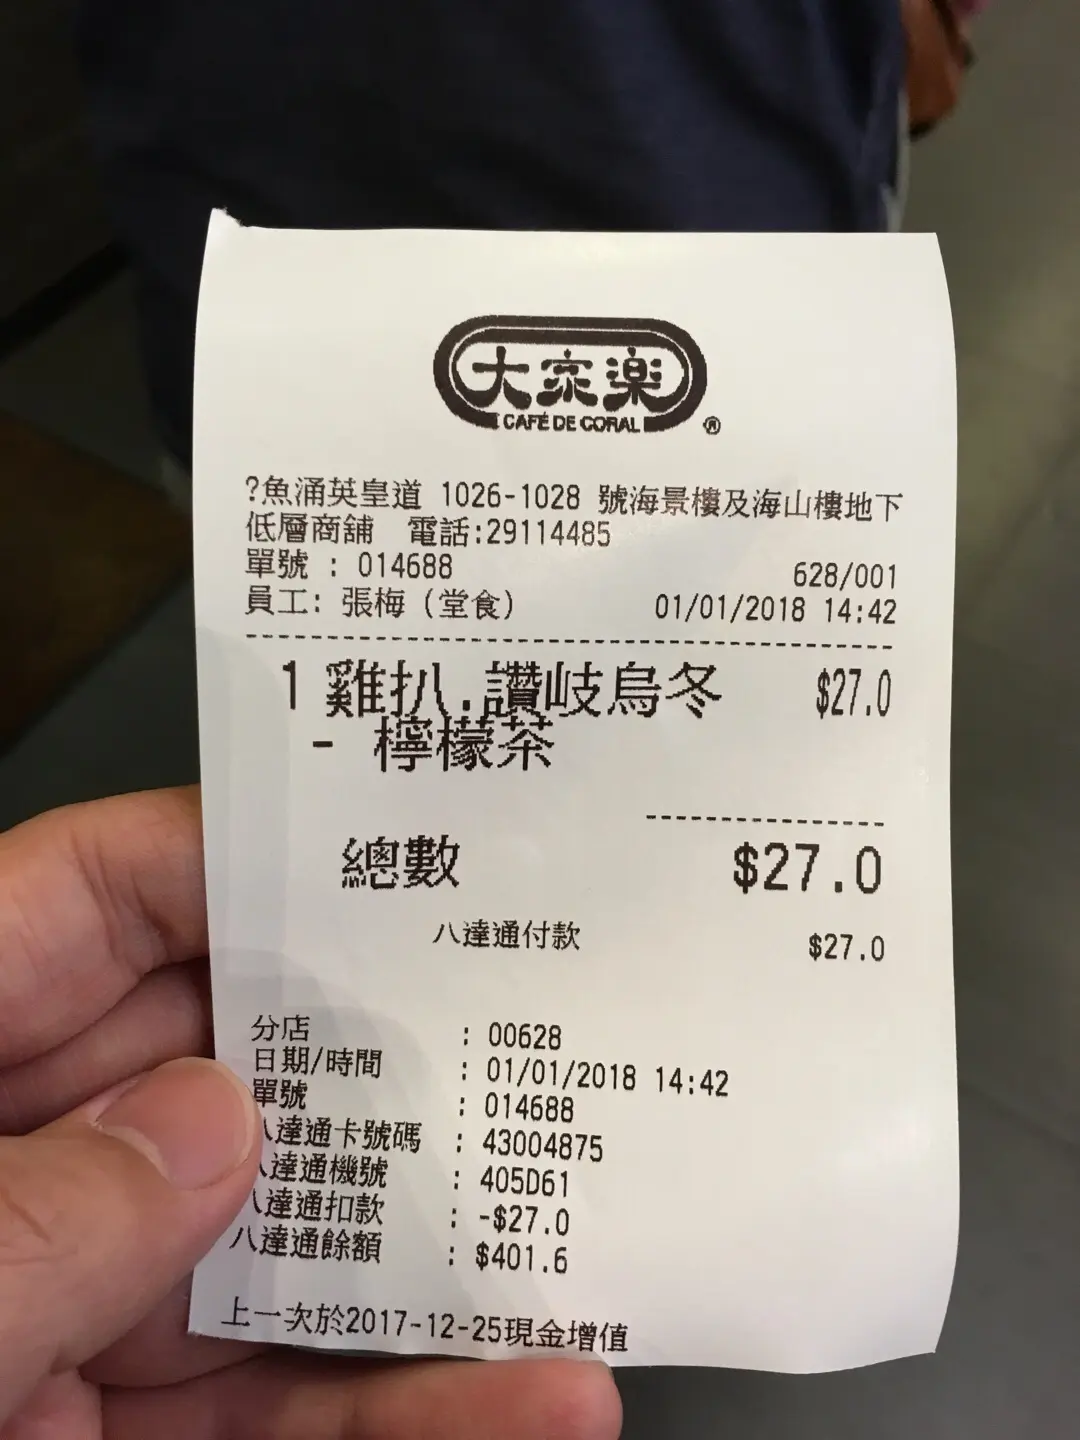 大家樂
CAFÉ DE CORAL ®
?魚涌英皇道 1026-1028 號海景樓及海山樓地下
低層商舖 電話:29114485
單號 : 014688 628/001
員工: 張梅 (堂食) 01/01/2018 14:42
1 雞扒.讚岐烏冬 $27.0
- 檸檬茶
總數 $27.0
八達通付款 $27.0
分店 : 00628
日期/時間 : 01/01/2018 14:42
單號 : 014688
八達通卡號碼 : 43004875
八達通機號 : 405D61
八達通扣款 : -$27.0
八達通餘額 : $401.6
上一次於2017-12-25現金增值